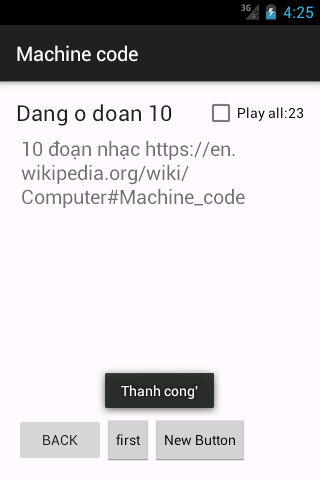 3G 4:25
Machine code
Dang o doan 10 Play all:23
10 đoạn nhạc https://en.
wikipedia.org/wiki/
Computer#Machine_code
Thanh cong'
BACK first New Button